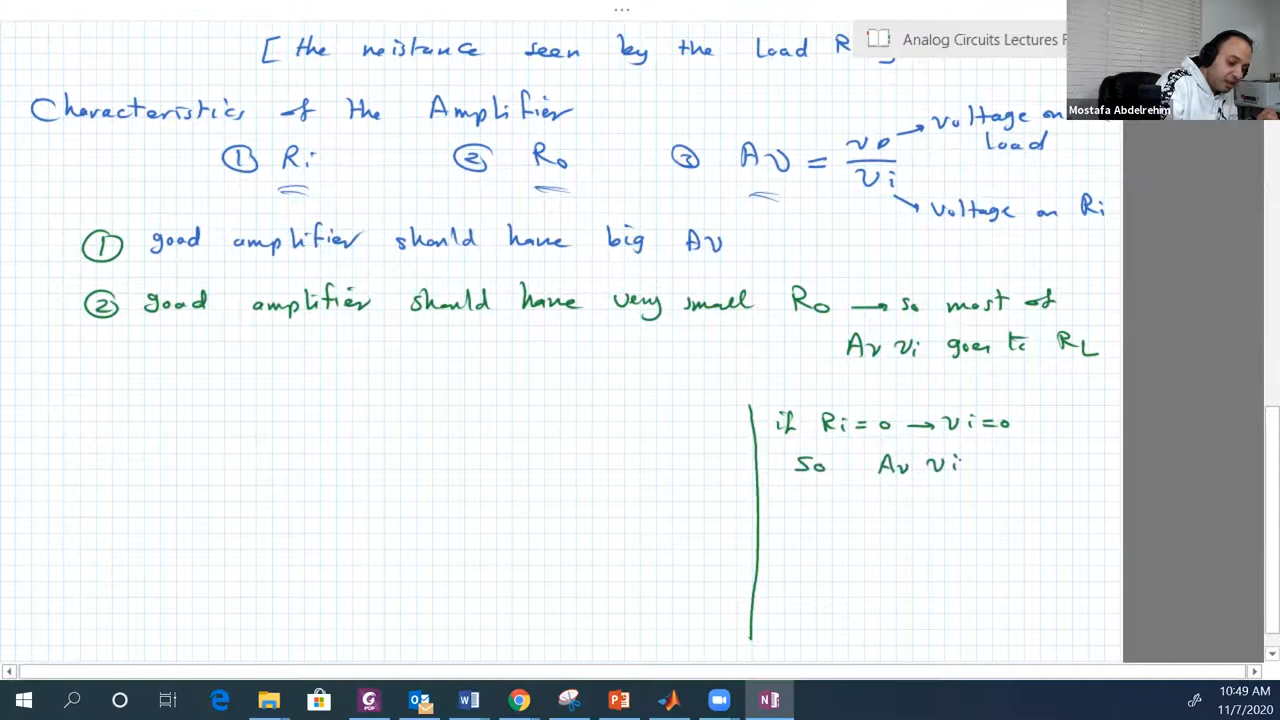 [ the reistance seen by the Load R
Analog Circuits Lectures F
Mostafa Abdelrehim
Characteristics of the Amplifier
① Ri ② Ro ③ Av = vo / vi
voltage on load
voltage on Ri
① good amplifier should have big Av
② good amplifier should have very small Ro → so most of
Av vi goes to RL
if Ri = 0 → vi = 0
So Av vi
10:49 AM
11/7/2020